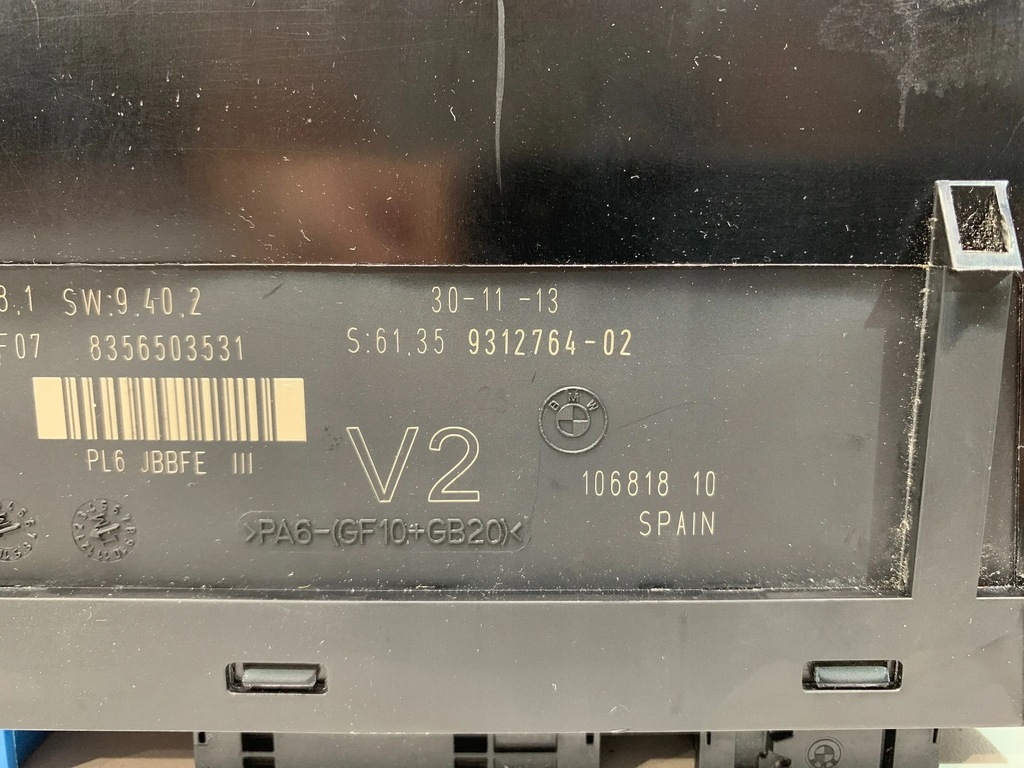 8.1 SW:9.40.2 30-11-13
F07 8356503531 S:61.35 9312764-02
PL6 JBBFE III
V2
BMW
106818 10
SPAIN
>PA6-(GF10+GB20)<